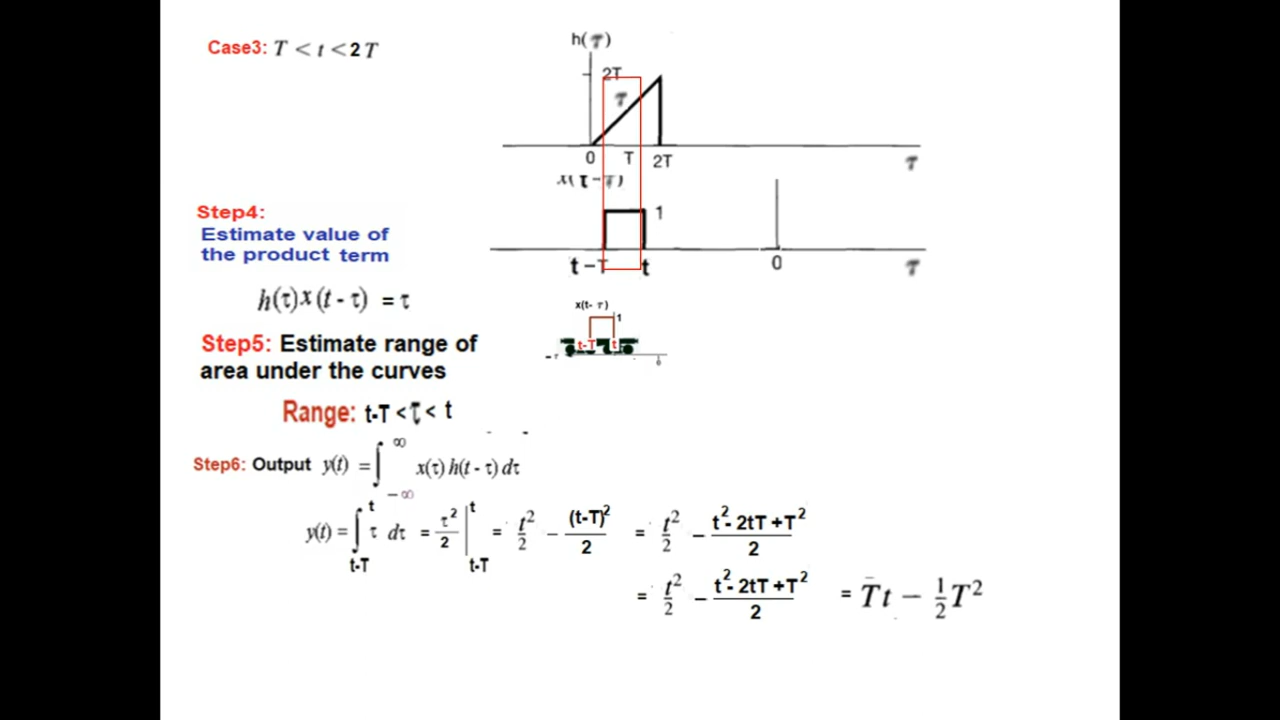 Case3: T < t < 2T
h(τ)
2T
τ
0 T 2T
τ
x(t-τ)
1
t-T t
0
τ
Step4:
Estimate value of
the product term
h(τ)x(t - τ) = τ
x(t- τ)
1
t-T t
Step5: Estimate range of
area under the curves
Range: t-T < τ < t
Step6: Output y(t) = ∫_{-∞}^{∞} x(τ) h(t - τ) dτ
y(t) = ∫_{t-T}^{t} τ dτ = τ²/2 |_{t-T}^{t} = t²/2 - (t-T)²/2 = t²/2 - t²- 2tT +T²/2
= t²/2 - t²- 2tT +T²/2 = Tt - ½T²